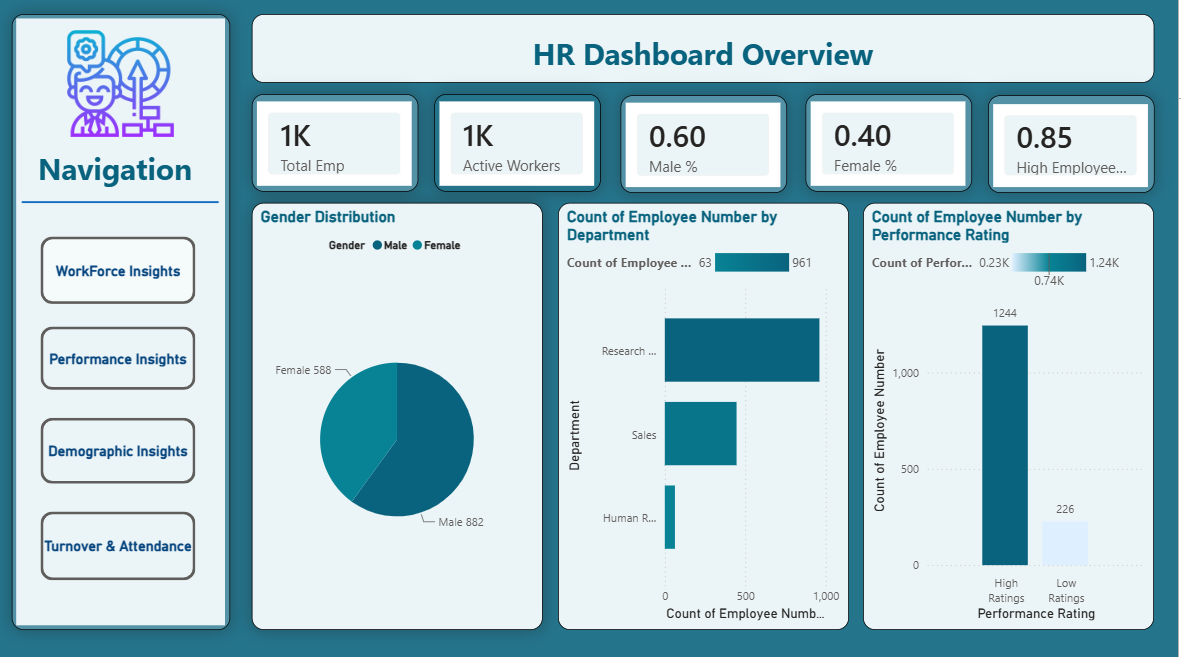 Navigation
WorkForce Insights
Performance Insights
Demographic Insights
Turnover & Attendance
HR Dashboard Overview
1K
Total Emp
1K
Active Workers
0.60
Male %
0.40
Female %
0.85
High Employee...
Gender Distribution
Gender Male Female
Female 588
Male 882
Count of Employee Number by
Department
Count of Employee ... 63 961
Department
Research ...
Sales
Human R...
0 500 1,000
Count of Employee Numb...
Count of Employee Number by
Performance Rating
Count of Perfor... 0.23K 1.24K
0.74K
Count of Employee Number
1,000
500
0
1244
226
High
Ratings
Low
Ratings
Performance Rating